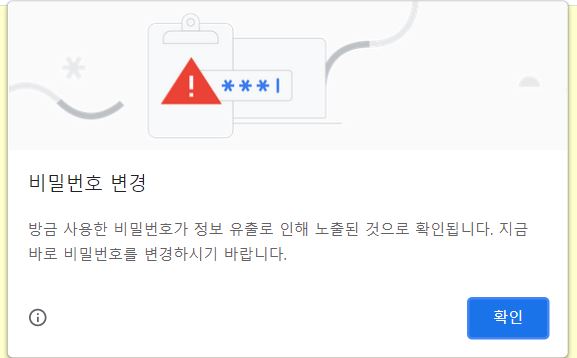 ***
비밀번호 변경
방금 사용한 비밀번호가 정보 유출로 인해 노출된 것으로 확인됩니다. 지금
바로 비밀번호를 변경하시기 바랍니다.
확인